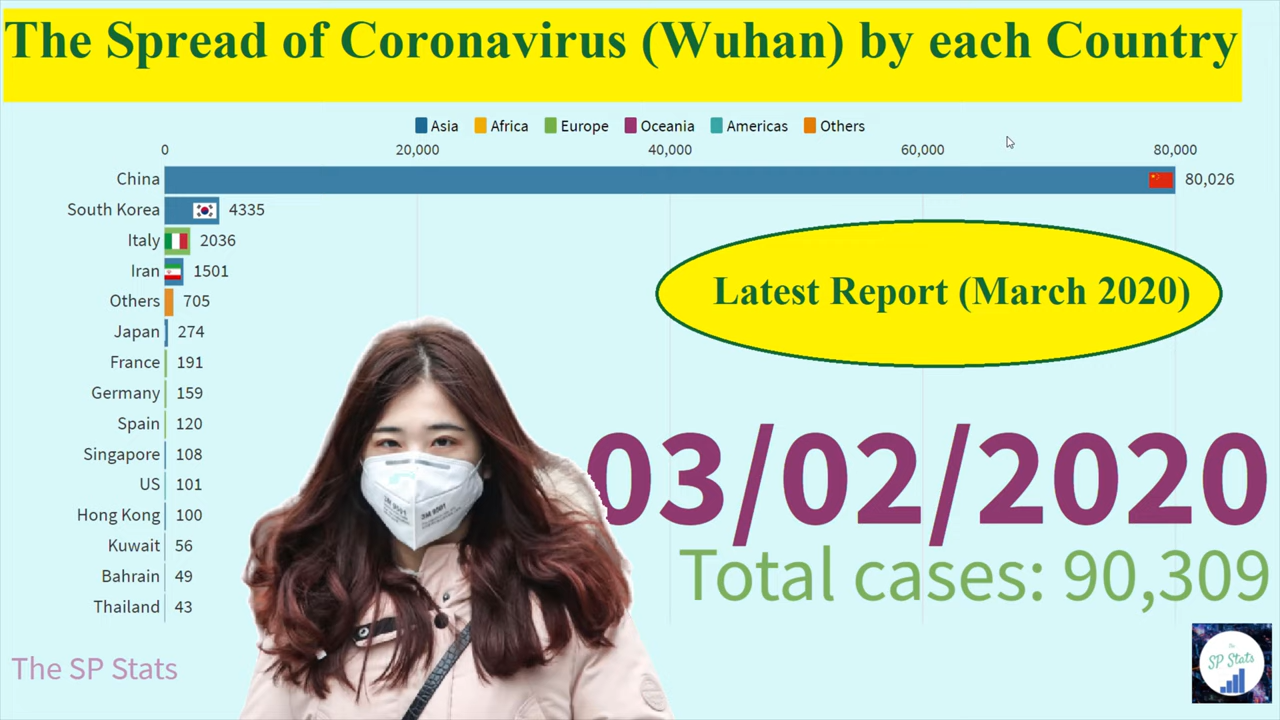 The Spread of Coronavirus (Wuhan) by each Country
Asia Africa Europe Oceania Americas Others
0 20,000 40,000 60,000 80,000
China 80,026
South Korea 4335
Italy 2036
Iran 1501
Others 705
Japan 274
France 191
Germany 159
Spain 120
Singapore 108
US 101
Hong Kong 100
Kuwait 56
Bahrain 49
Thailand 43
Latest Report (March 2020)
03/02/2020
Total cases: 90,309
The SP Stats
SP Stats